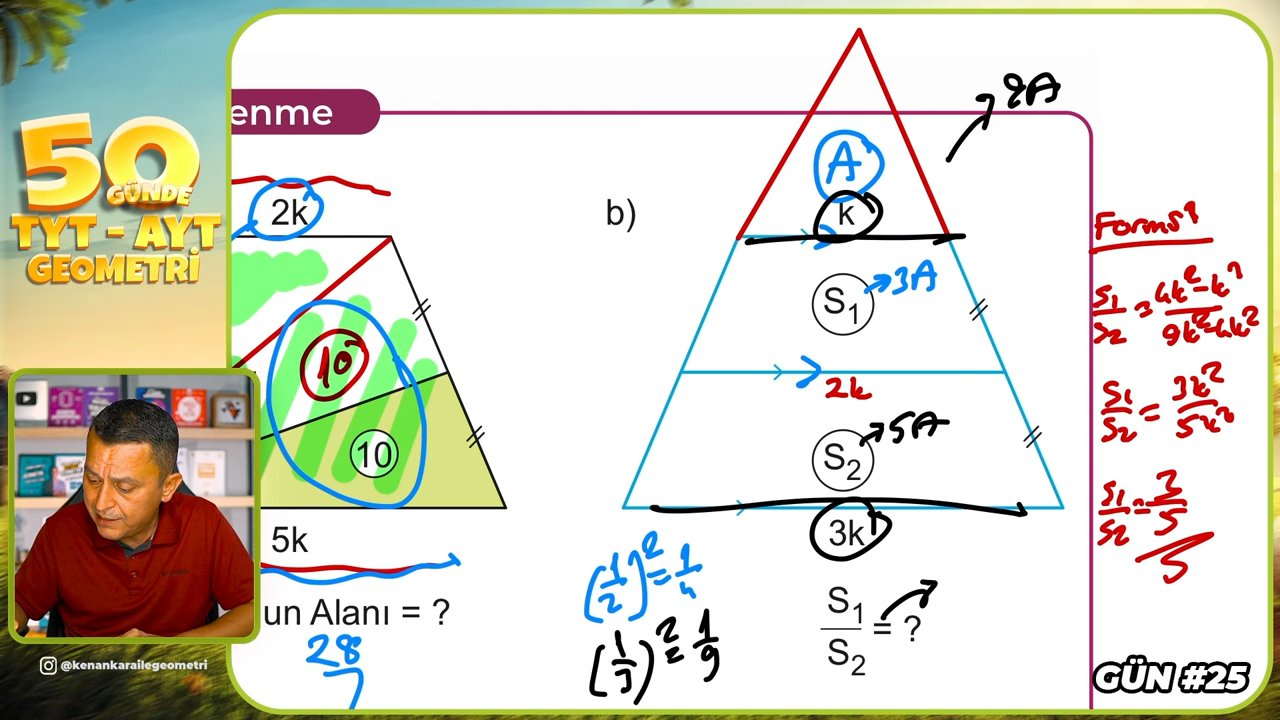 50
GÜNDE
TYT - AYT
GEOMETRİ
enme
2k
10
10
5k
un Alanı = ?
28
b)
A
9A
k
S₁ → 3A
2k
S₂ → 5A
3k
(1/2)² = 1/4
(1/3)² = 1/9
S₁/S₂ = ?
S1/S2 = 4k²-k²/9k²-4k²
S1/S2 = 3k²/5k²
S1/S2 = 3/5
@kenankarailegeometri
GÜN #25